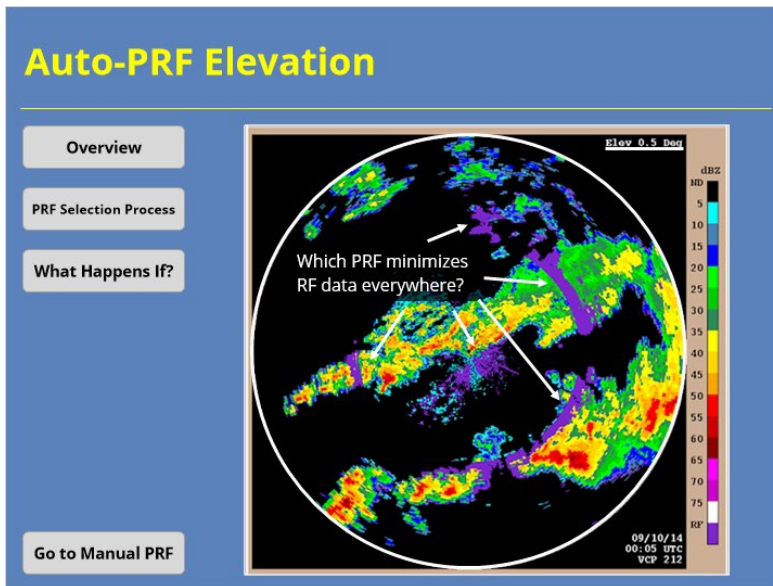 Auto-PRF Elevation
Overview
PRF Selection Process
What Happens If?
Go to Manual PRF
Elev 0.5 Deg
Which PRF minimizes
RF data everywhere?
dBZ
ND
5
10
15
20
25
30
35
40
45
50
55
60
65
70
75
RF
09/10/14
00:05 UTC
VCP 212